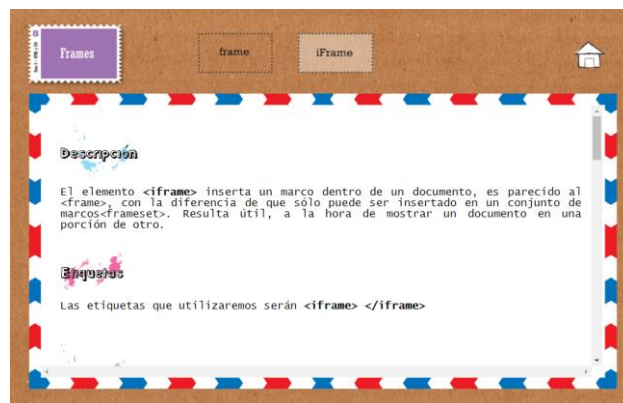 8
Frames
frame
iFrame
Descripción
El elemento <iframe> inserta un marco dentro de un documento, es parecido al
<frame>, con la diferencia de que sólo puede ser insertado en un conjunto de
marcos<frameset>. Resulta útil, a la hora de mostrar un documento en una
porción de otro.
Etiquetas
Las etiquetas que utilizaremos serán <iframe> </iframe>